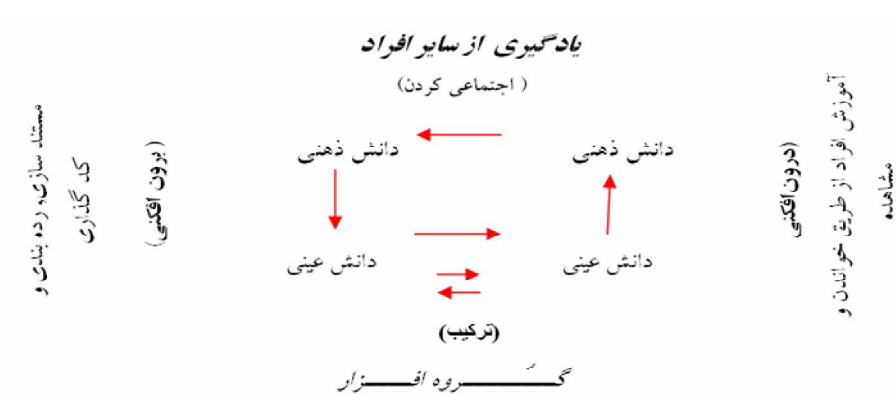 یادگیری از سایر افراد
( اجتماعی کردن)
آموزش افراد از طریق خواندن و
مشاهده
(درون‌افکنی)
دانش ذهنی
دانش ذهنی
(برون افکنی)
مستند سازی، رده بندی و
کد گذاری
دانش عینی
دانش عینی
(ترکیب)
گـــــــروه افـــــزار